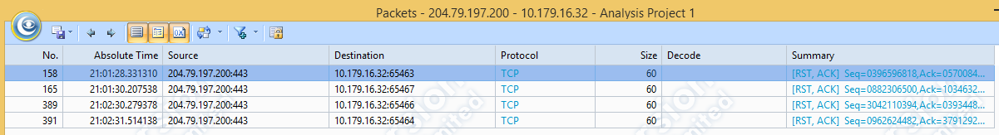 Packets - 204.79.197.200 - 10.179.16.32 - Analysis Project 1
No. Absolute Time Source Destination Protocol Size Decode Summary
158 21:01:28.331310 204.79.197.200:443 10.179.16.32:65463 TCP 60 [RST, ACK] Seq=0396596818,Ack=0570084...
165 21:01:30.207538 204.79.197.200:443 10.179.16.32:65467 TCP 60 [RST, ACK] Seq=0882306500,Ack=1034632...
389 21:02:30.279378 204.79.197.200:443 10.179.16.32:65466 TCP 60 [RST, ACK] Seq=3042110394,Ack=0393448...
391 21:02:31.514138 204.79.197.200:443 10.179.16.32:65464 TCP 60 [RST, ACK] Seq=0962624482,Ack=3791292...